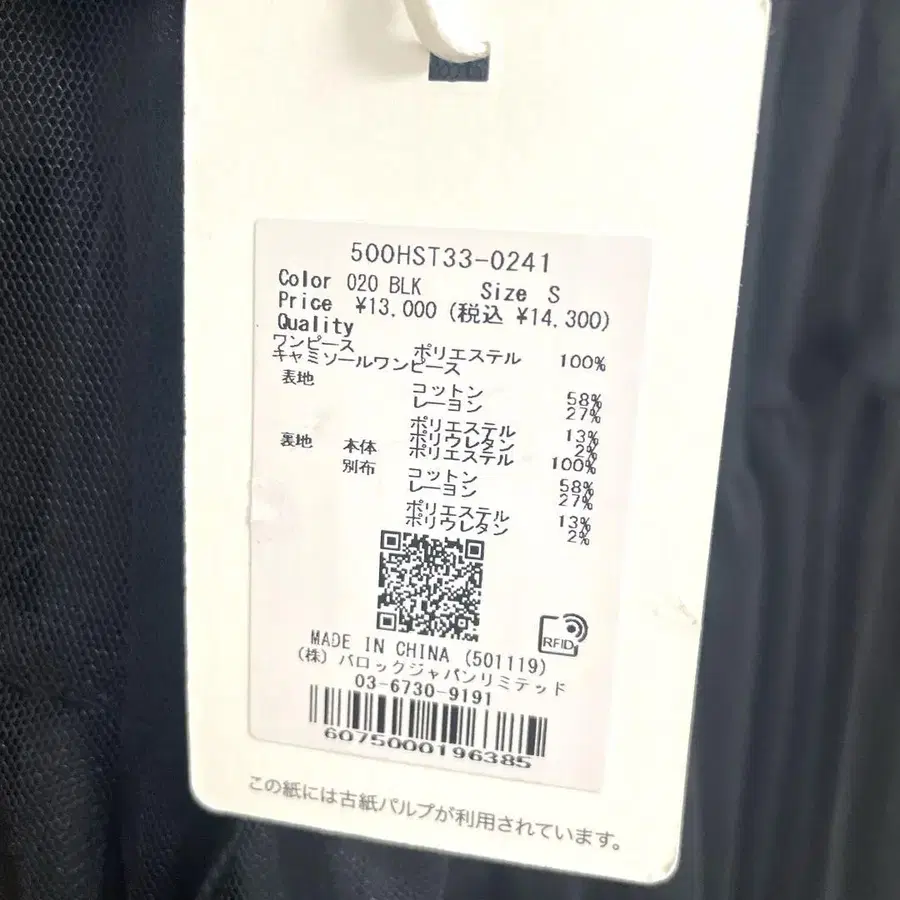 500HST33-0241
Color 020 BLK Size S
Price ¥13,000 (税込 ¥14,300)
Quality
ワンピース ポリエステル 100%
キャミソールワンピース
表地 コットン 58%
レーヨン 27%
ポリエステル 13%
ポリウレタン 2%
裏地 本体 ポリエステル 100%
別布 コットン 58%
レーヨン 27%
ポリエステル 13%
ポリウレタン 2%
RFID
MADE IN CHINA (501119)
(株) バロックジャパンリミテッド
03-6730-9191
6075000196385
この紙には古紙パルプが利用されています。